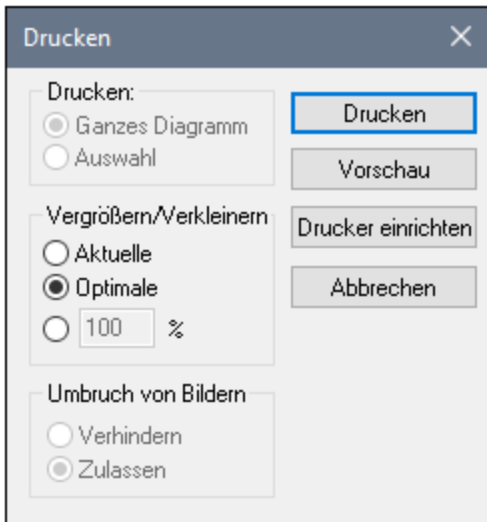 Drucken
Drucken:
Ganzes Diagramm
Auswahl
Vergrößern/Verkleinern
Aktuelle
Optimale
100 %
Umbruch von Bildern
Verhindern
Zulassen
Drucken
Vorschau
Drucker einrichten
Abbrechen